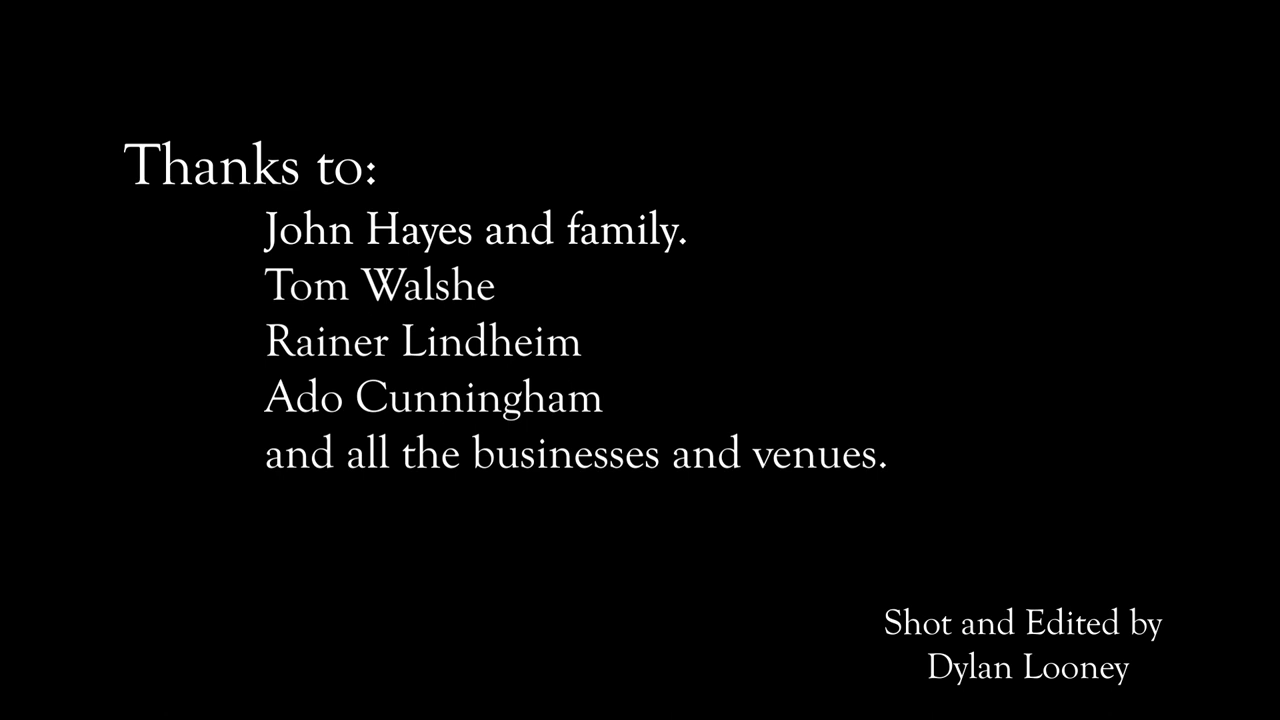 Thanks to:
John Hayes and family.
Tom Walshe
Rainer Lindheim
Ado Cunningham
and all the businesses and venues.
Shot and Edited by
Dylan Looney